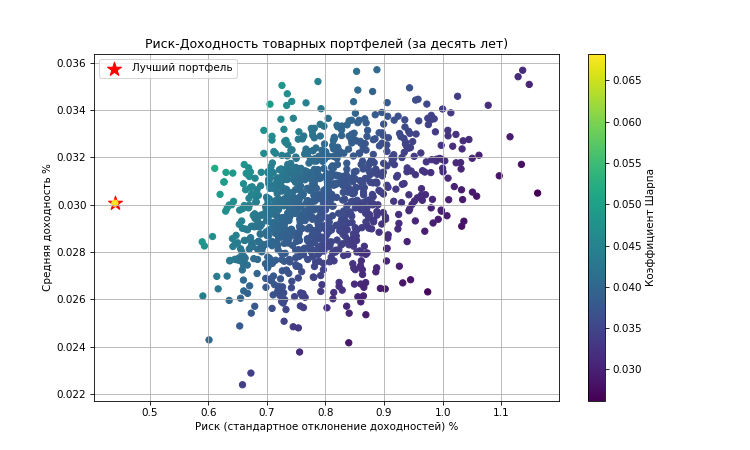 Риск-Доходность товарных портфелей (за десять лет)
Лучший портфель
Средняя доходность %
0.036
0.034
0.032
0.030
0.028
0.026
0.024
0.022
0.5 0.6 0.7 0.8 0.9 1.0 1.1
Риск (стандартное отклонение доходностей) %
0.065
0.060
0.055
0.050
0.045
0.040
0.035
0.030
Коэффициент Шарпа